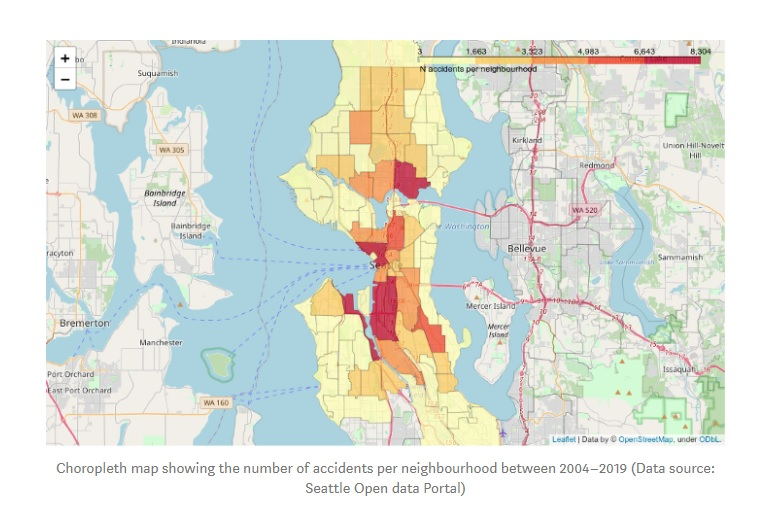 Indianola
+
−
3 1,663 3,323 4,983 6,643 8,304
N accidents per neighbourhood
Suquamish
WA 308
WA 305
Kirkland
Union Hill-Novelt
Hill
Redmond
Bainbridge
Island
WA 520
Bainbridge
Island
Washington
Bellevue
Sammamish
Mercer Island
Mercer
Island
Bremerton
Manchester
Issaquah
Port Orchard
East Port Orchard
WA 160
Leaflet | Data by © OpenStreetMap, under ODbL.
Choropleth map showing the number of accidents per neighbourhood between 2004–2019 (Data source:
Seattle Open data Portal)